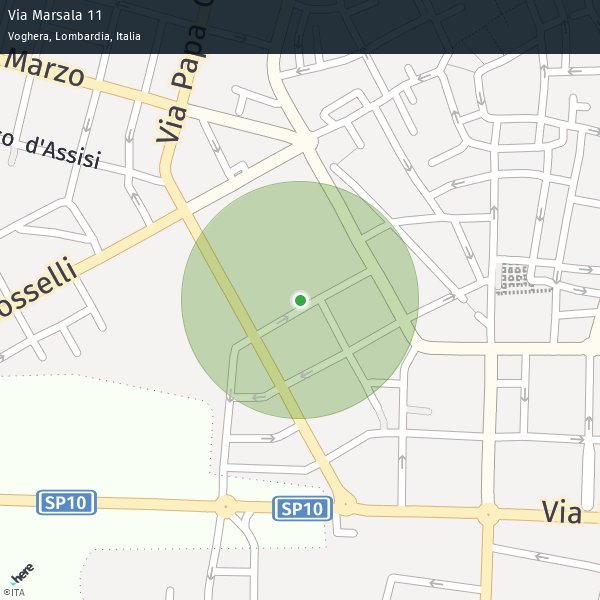 Via Marsala 11
Voghera, Lombardia, Italia
Marzo
Via Papa
d'Assisi
osselli
SP10
SP10
Via
here
©ITA